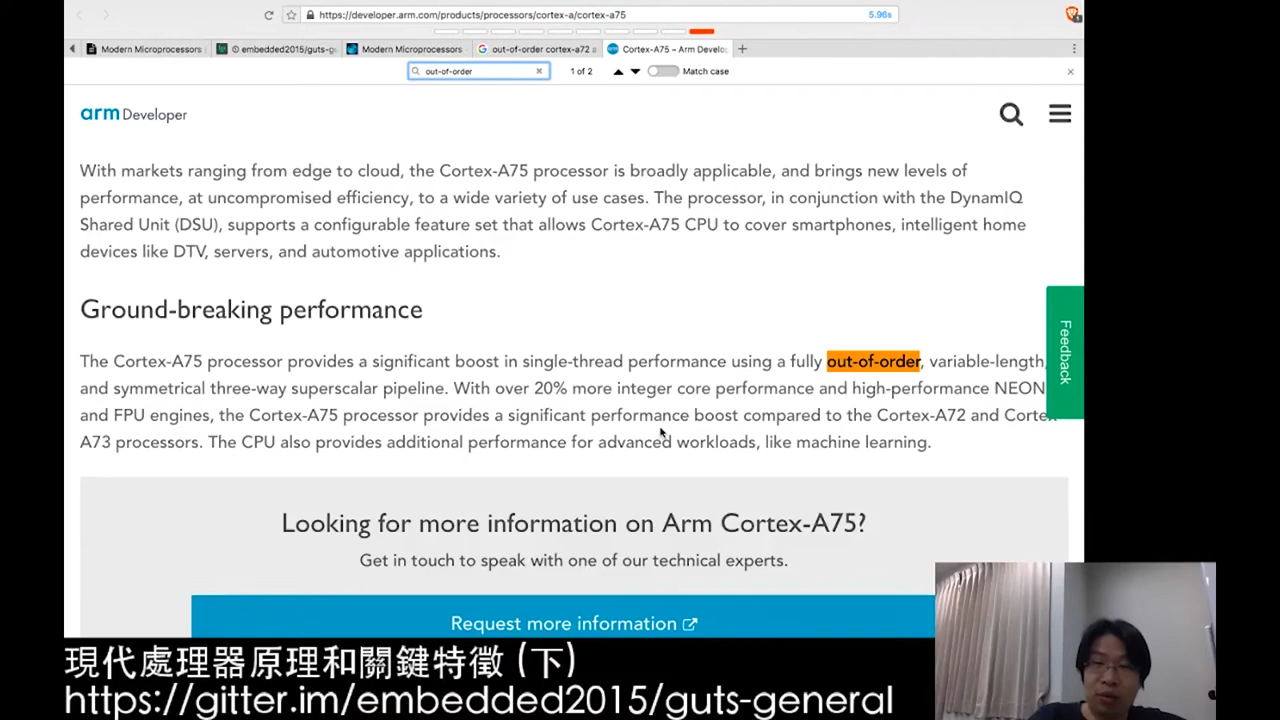 https://developer.arm.com/products/processors/cortex-a/cortex-a75
5.96s
Modern Microprocessors
embedded2015/guts-g
Modern Microprocessors
out-of-order cortex-a72 a
Cortex-A75 – Arm Develo
out-of-order
1 of 2
Match case
arm Developer
With markets ranging from edge to cloud, the Cortex-A75 processor is broadly applicable, and brings new levels of
performance, at uncompromised efficiency, to a wide variety of use cases. The processor, in conjunction with the DynamIQ
Shared Unit (DSU), supports a configurable feature set that allows Cortex-A75 CPU to cover smartphones, intelligent home
devices like DTV, servers, and automotive applications.
Ground-breaking performance
Feedback
The Cortex-A75 processor provides a significant boost in single-thread performance using a fully out-of-order, variable-length,
and symmetrical three-way superscalar pipeline. With over 20% more integer core performance and high-performance NEON
and FPU engines, the Cortex-A75 processor provides a significant performance boost compared to the Cortex-A72 and Cortex
A73 processors. The CPU also provides additional performance for advanced workloads, like machine learning.
Looking for more information on Arm Cortex-A75?
Get in touch to speak with one of our technical experts.
Request more information
現代處理器原理和關鍵特徵 (下)
https://gitter.im/embedded2015/guts-general